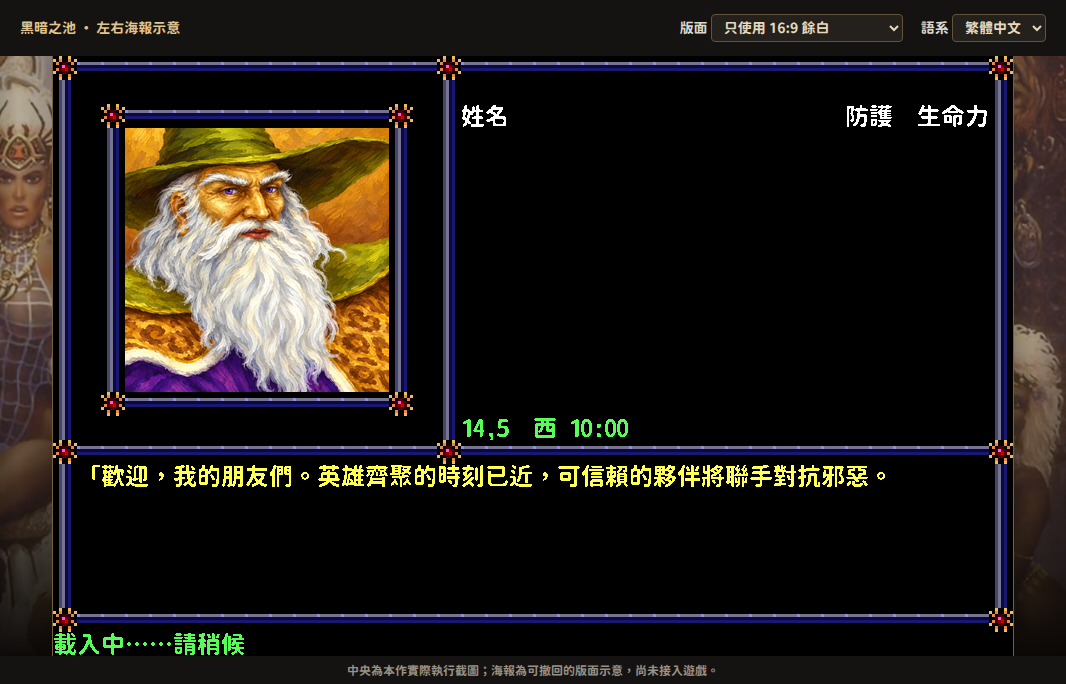 黑暗之池 · 左右海報示意
版面 只使用 16:9 餘白 語系 繁體中文
姓名 防護 生命力
14,5 西 10:00
「歡迎，我的朋友們。英雄齊聚的時刻已近，可信賴的夥伴將聯手對抗邪惡。
載入中……請稍候
中央為本作實際執行截圖；海報為可撤回的版面示意，尚未接入遊戲。